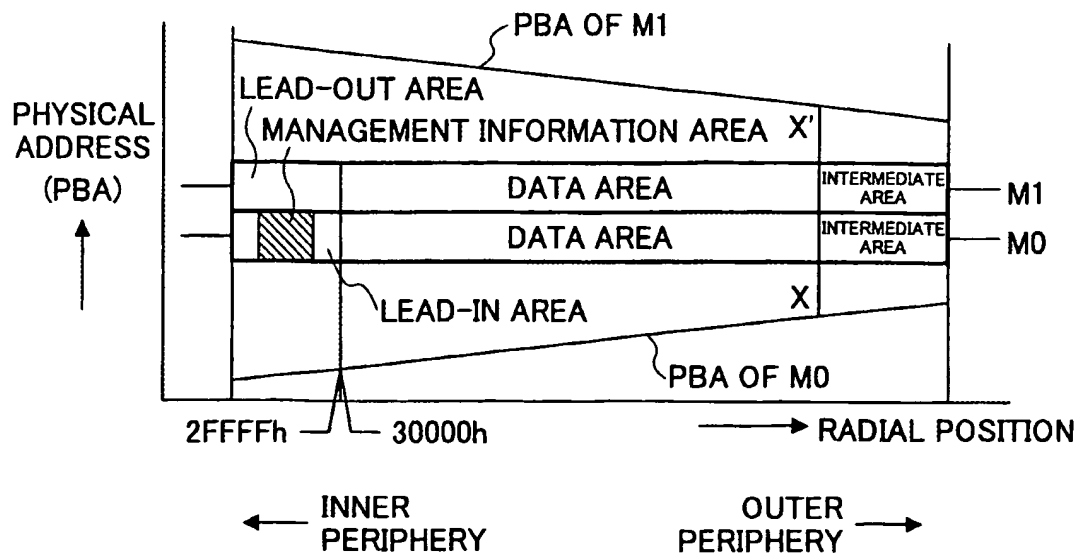 PBA OF M1
LEAD-OUT AREA
PHYSICAL
ADDRESS
(PBA)
MANAGEMENT INFORMATION AREA
X'
DATA AREA
INTERMEDIATE
AREA
M1
DATA AREA
INTERMEDIATE
AREA
M0
LEAD-IN AREA
X
PBA OF M0
2FFFFh
30000h
RADIAL POSITION
INNER
PERIPHERY
OUTER
PERIPHERY